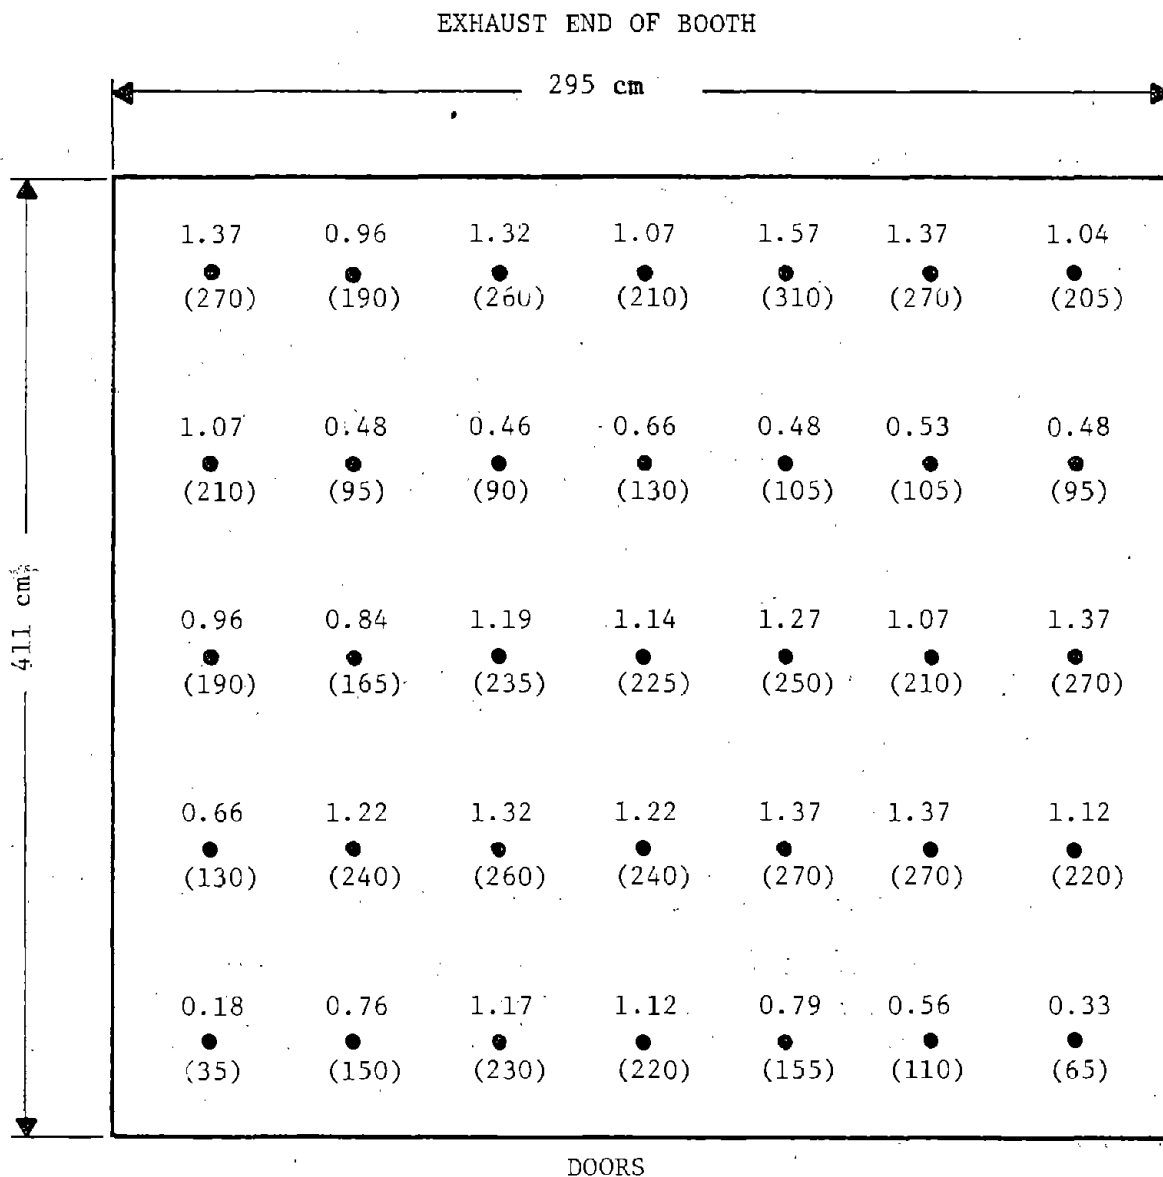 EXHAUST END OF BOOTH
295 cm
1.37 0.96 1.32 1.07 1.57 1.37 1.04
(270) (190) (260) (210) (310) (270) (205)
1.07 0.48 0.46 0.66 0.48 0.53 0.48
(210) (95) (90) (130) (105) (105) (95)
411 cm
0.96 0.84 1.19 1.14 1.27 1.07 1.37
(190) (165) (235) (225) (250) (210) (270)
0.66 1.22 1.32 1.22 1.37 1.37 1.12
(130) (240) (260) (240) (270) (270) (220)
0.18 0.76 1.17 1.12 0.79 0.56 0.33
(35) (150) (230) (220) (155) (110) (65)
DOORS